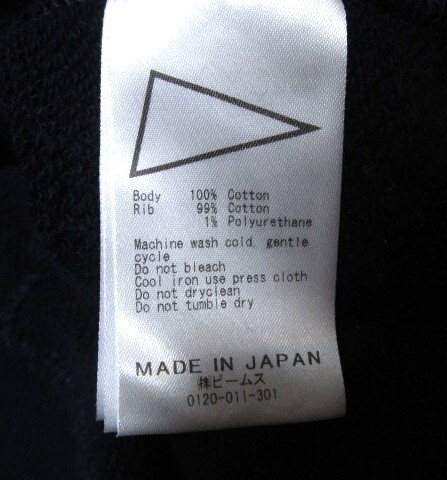 Body 100% Cotton
Rib 99% Cotton
1% Polyurethane
Machine wash cold gentle
cycle
Do not bleach
Cool iron use press cloth
Do not dryclean
Do not tumble dry
MADE IN JAPAN
㈱ビームス
0120-011-301